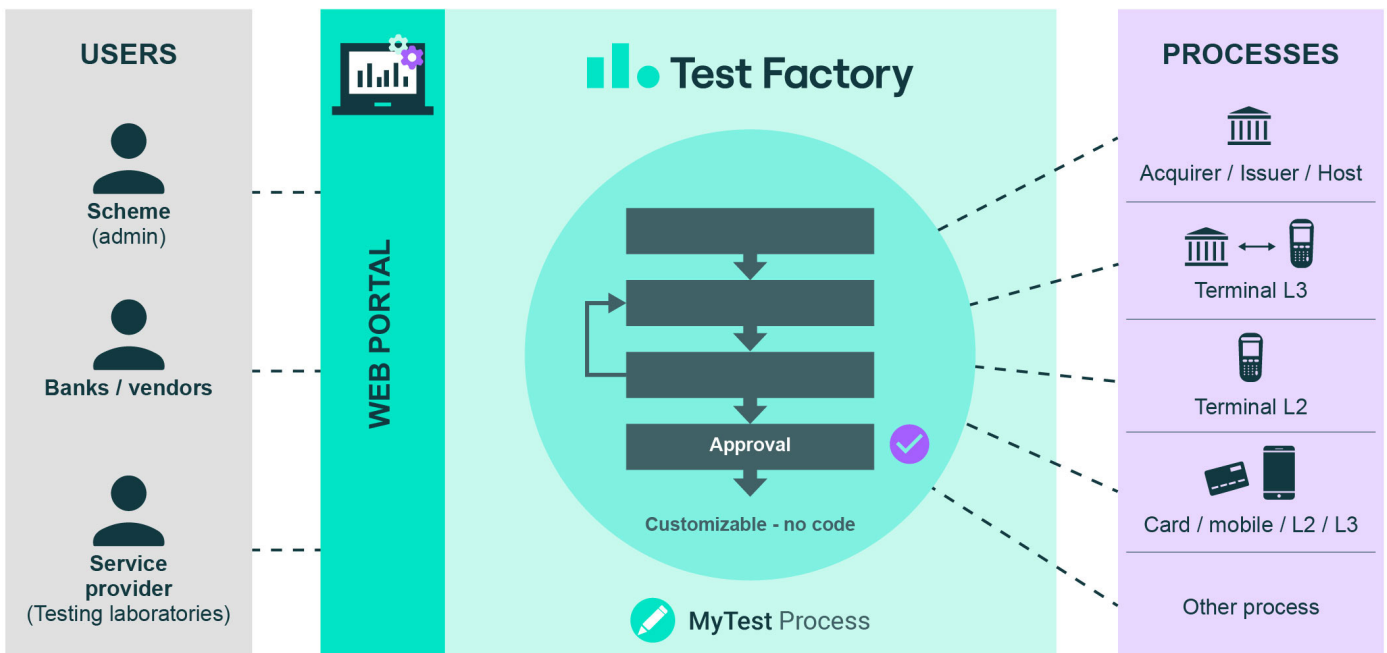 USERS
Scheme
(admin)
Banks / vendors
Service
provider
(Testing laboratories)
WEB PORTAL
Test Factory
Approval
Customizable - no code
MyTest Process
PROCESSES
Acquirer / Issuer / Host
Terminal L3
Terminal L2
Card / mobile / L2 / L3
Other process